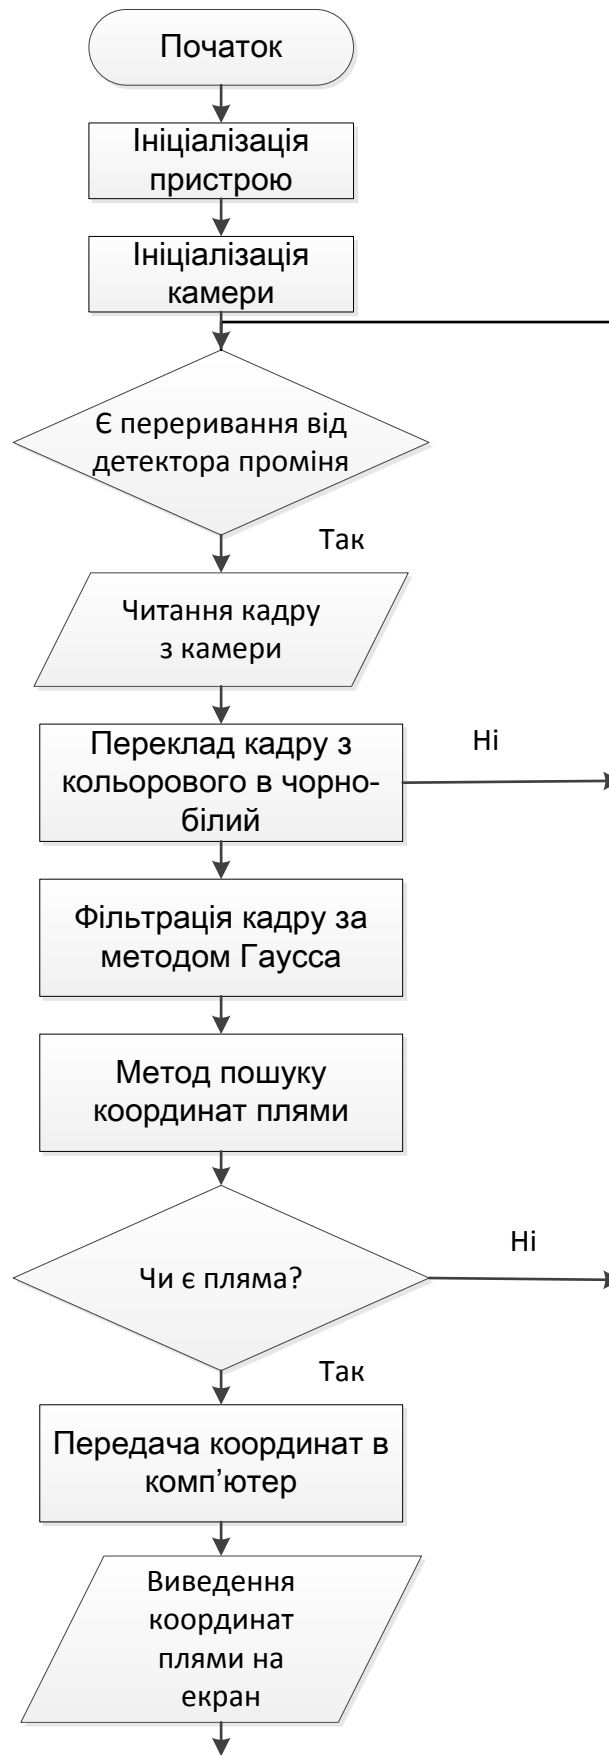 Початок
Ініціалізація
пристрою
Ініціалізація
камери
Є переривання від
детектора проміня
Так
Читання кадру
з камери
Переклад кадру з
кольорового в чорно-
білий
Ні
Фільтрація кадру за
методом Гаусса
Метод пошуку
координат плями
Чи є пляма?
Ні
Так
Передача координат в
комп’ютер
Виведення
координат
плями на
екран